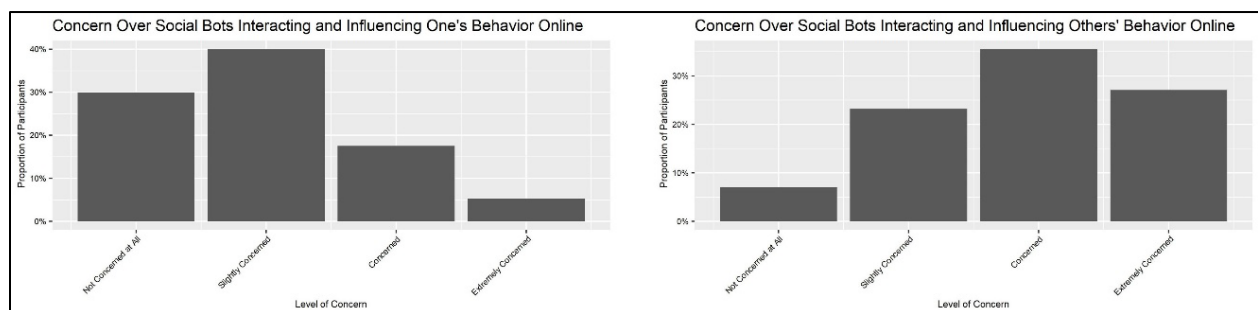 Concern Over Social Bots Interacting and Influencing One's Behavior Online
40%
30%
20%
10%
0%
Proportion of Participants
Not Concerned at All
Slightly Concerned
Concerned
Extremely Concerned
Level of Concern
Concern Over Social Bots Interacting and Influencing Others' Behavior Online
30%
20%
10%
0%
Proportion of Participants
Not Concerned at All
Slightly Concerned
Concerned
Extremely Concerned
Level of Concern